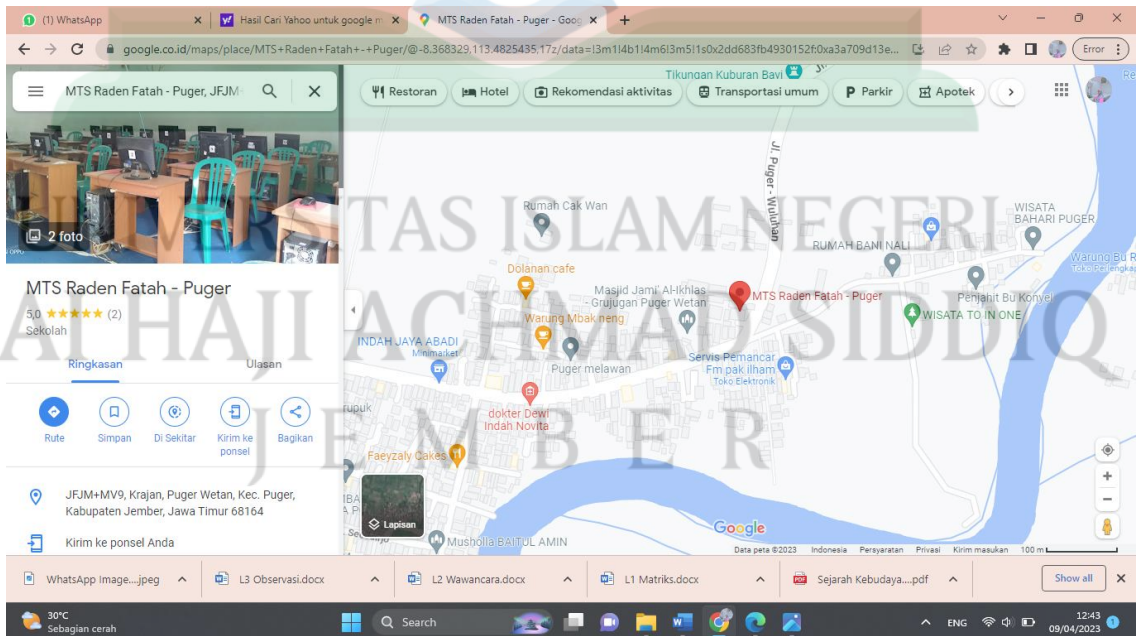 (1) WhatsApp
Hasil Cari Yahoo untuk google m
MTS Raden Fatah - Puger - Goog
google.co.id/maps/place/MTS+Raden+Fatah+-+Puger/@-8.368329,113.4825435,17z/data=!3m1!4b1!4m6!3m5!1s0x2dd683fb4930152f:0xa3a709d13e...
Error
MTS Raden Fatah - Puger, JFJM
Restoran
Hotel
Rekomendasi aktivitas
Transportasi umum
Parkir
Apotek
Tikungan Kuburan Bavi
Re
2 foto
MTS Raden Fatah - Puger
5,0 ★★★★★ (2)
Sekolah
Ringkasan
Ulasan
Rute
Simpan
Di Sekitar
Kirim ke
ponsel
Bagikan
JFJM+MV9, Krajan, Puger Wetan, Kec. Puger,
Kabupaten Jember, Jawa Timur 68164
Kirim ke ponsel Anda
Jl. Puger - Wuluhan
Rumah Cak Wan
WISATA
BAHARI PUGER
RUMAH BANI NALI
Warung Bu R
Toko Perlengka
Dolanan cafe
Masjid Jami' Al-Ikhlas
- Grujugan Puger Wetan
MTS Raden Fatah - Puger
Penjahit Bu Konyel
WISATA TO IN ONE
Warung Mbak neng
INDAH JAYA ABADI
Minimarket
Puger melawan
Servis Pemancar
Fm pak ilham
Toko Elektronik
rupuk
dokter Dewi
Indah Novita
Faeyzaly Cakes
Lapisan
Musholla BAITUL AMIN
Google
Data peta ©2023 Indonesia Persyaratan Privasi Kirim masukan 100 m
UNIVERSITAS ISLAM NEGERI
AL HAJI ACHMAD SIDDIQ
JEMBER
WhatsApp Image....jpeg
L3 Observasi.docx
L2 Wawancara.docx
L1 Matriks.docx
Sejarah Kebudaya....pdf
Show all
30°C
Sebagian cerah
Search
ENG
12:43
09/04/2023
1